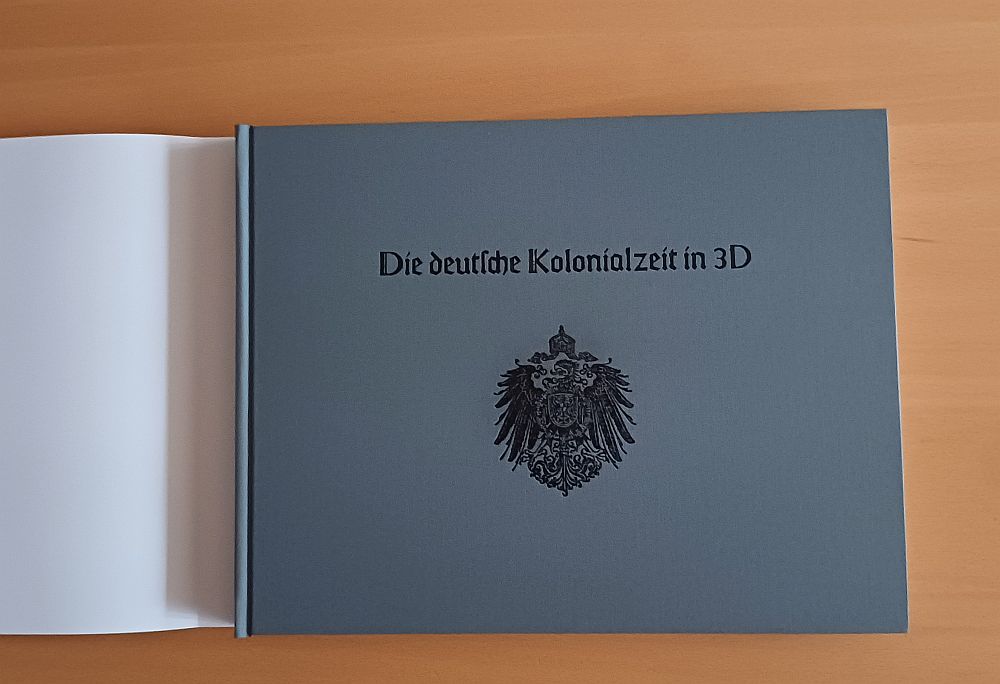 Die deutſche Kolonialzeit in 3D